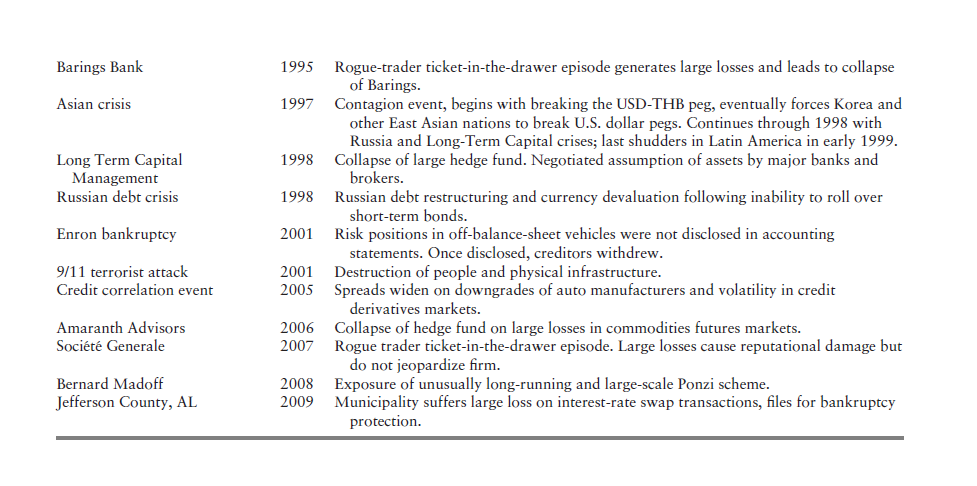 Barings Bank 1995 Rogue-trader ticket-in-the-drawer episode generates large losses and leads to collapse
of Barings.
Asian crisis 1997 Contagion event, begins with breaking the USD-THB peg, eventually forces Korea and
other East Asian nations to break U.S. dollar pegs. Continues through 1998 with
Russia and Long-Term Capital crises; last shudders in Latin America in early 1999.
Long Term Capital 1998 Collapse of large hedge fund. Negotiated assumption of assets by major banks and
Management brokers.
Russian debt crisis 1998 Russian debt restructuring and currency devaluation following inability to roll over
short-term bonds.
Enron bankruptcy 2001 Risk positions in off-balance-sheet vehicles were not disclosed in accounting
statements. Once disclosed, creditors withdrew.
9/11 terrorist attack 2001 Destruction of people and physical infrastructure.
Credit correlation event 2005 Spreads widen on downgrades of auto manufacturers and volatility in credit
derivatives markets.
Amaranth Advisors 2006 Collapse of hedge fund on large losses in commodities futures markets.
Société Generale 2007 Rogue trader ticket-in-the-drawer episode. Large losses cause reputational damage but
do not jeopardize firm.
Bernard Madoff 2008 Exposure of unusually long-running and large-scale Ponzi scheme.
Jefferson County, AL 2009 Municipality suffers large loss on interest-rate swap transactions, files for bankruptcy
protection.